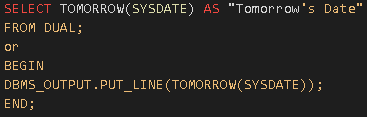 SELECT TOMORROW(SYSDATE) AS "Tomorrow's Date"
FROM DUAL;
or
BEGIN
DBMS_OUTPUT.PUT_LINE(TOMORROW(SYSDATE));
END;